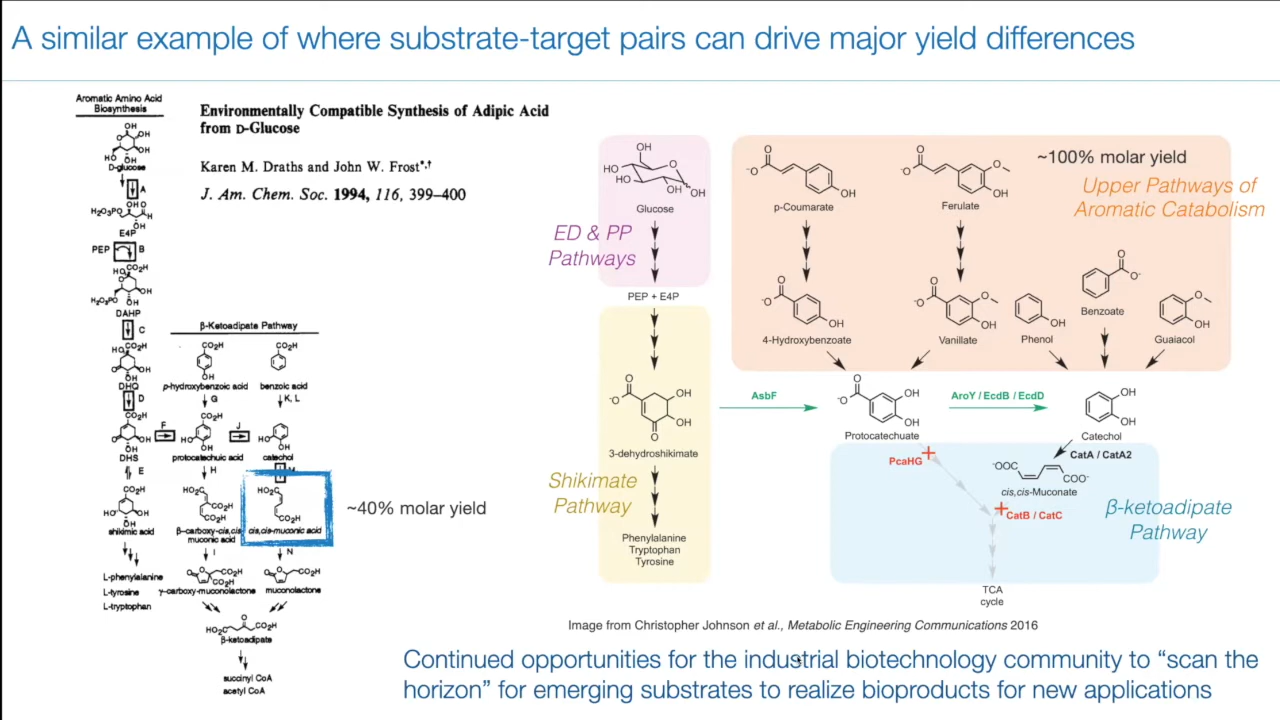 A similar example of where substrate-target pairs can drive major yield differences
Aromatic Amino Acid
Biosynthesis
D-glucose
A
E4P
PEP
B
DAHP
C
DHQ
D
DHS
E
shikimic acid
L-phenylalanine
L-tyrosine
L-tryptophan
β-Ketoadipate Pathway
p-hydroxybenzoic acid
benzoic acid
G
K, L
F
J
protocatechuic acid
catechol
H
M
β-carboxy-cis,cis
muconic acid
cis,cis-muconic acid
I
N
γ-carboxy-muconolactone
muconolactone
β-ketoadipate
succinyl CoA
acetyl CoA
Environmentally Compatible Synthesis of Adipic Acid
from D-Glucose
Karen M. Draths and John W. Frost*,†
J. Am. Chem. Soc. 1994, 116, 399–400
~40% molar yield
Glucose
ED & PP
Pathways
PEP + E4P
3-dehydroshikimate
Shikimate
Pathway
Phenylalanine
Tryptophan
Tyrosine
~100% molar yield
Upper Pathways of
Aromatic Catabolism
p-Coumarate
Ferulate
4-Hydroxybenzoate
Vanillate
Phenol
Benzoate
Guaiacol
AsbF
Protocatechuate
AroY / EcdB / EcdD
Catechol
PcaHG
CatA / CatA2
cis,cis-Muconate
CatB / CatC
β-ketoadipate
Pathway
TCA
cycle
Image from Christopher Johnson et al., Metabolic Engineering Communications 2016
Continued opportunities for the industrial biotechnology community to “scan the
horizon” for emerging substrates to realize bioproducts for new applications